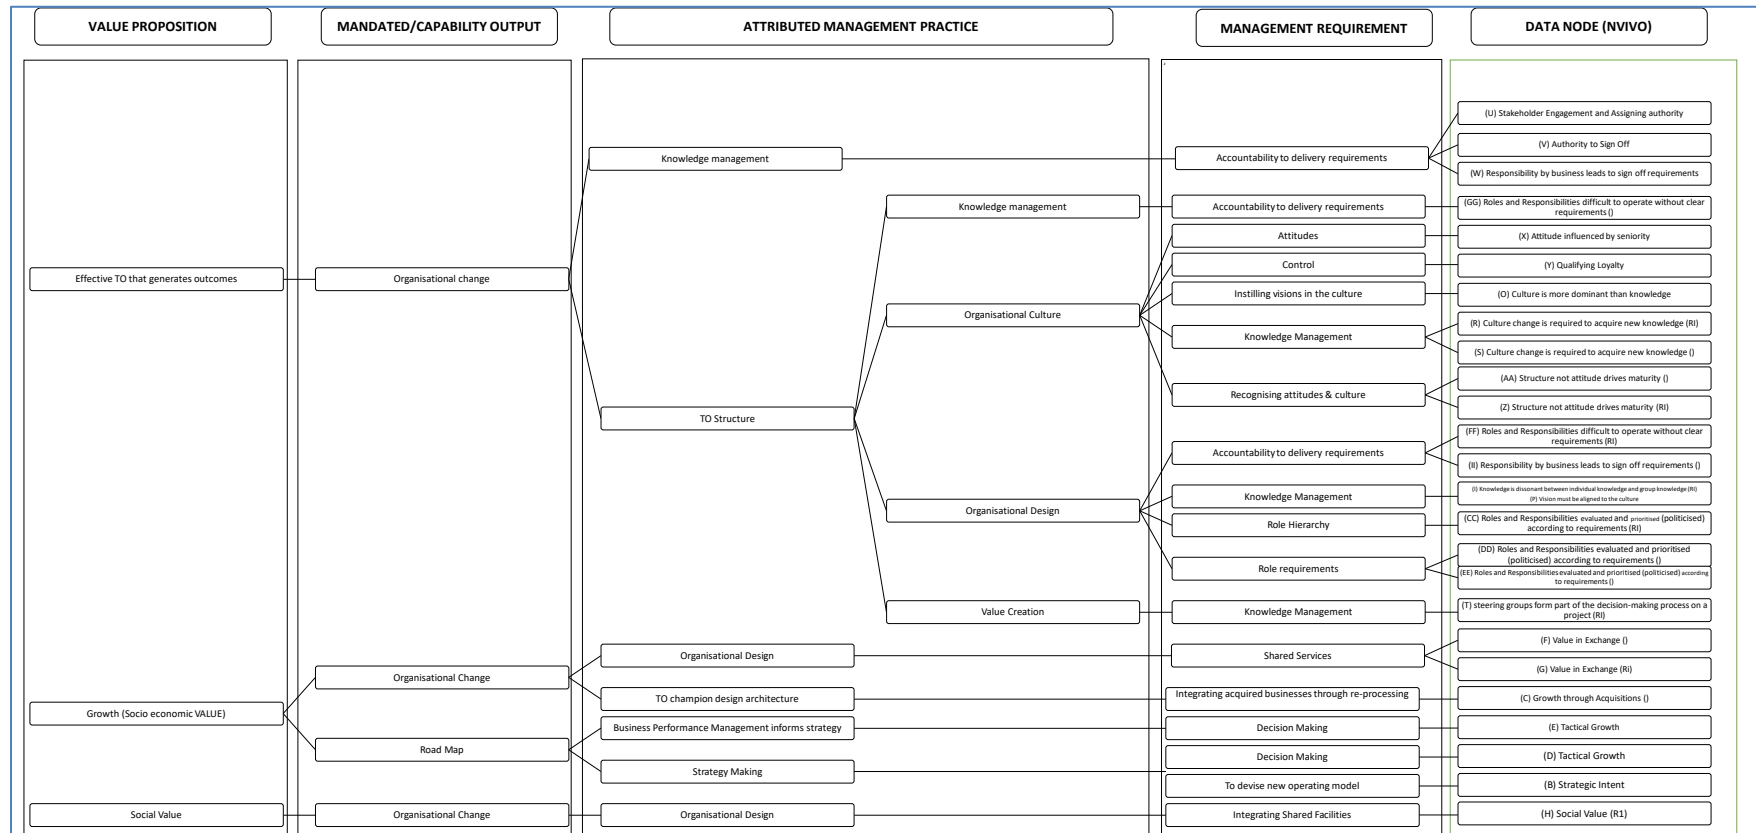 VALUE PROPOSITION
MANDATED/CAPABILITY OUTPUT
ATTRIBUTED MANAGEMENT PRACTICE
MANAGEMENT REQUIREMENT
DATA NODE (NVIVO)
Effective TO that generates outcomes
Growth (Socio economic VALUE)
Social Value
Organisational change
Organisational Change
Road Map
Organisational Change
Knowledge management
TO Structure
Knowledge management
Organisational Culture
Organisational Design
Value Creation
Organisational Design
TO champion design architecture
Business Performance Management informs strategy
Strategy Making
Organisational Design
Accountability to delivery requirements
Accountability to delivery requirements
Attitudes
Control
Instilling visions in the culture
Knowledge Management
Recognising attitudes & culture
Accountability to delivery requirements
Knowledge Management
Role Hierarchy
Role requirements
Knowledge Management
Shared Services
Integrating acquired businesses through re-processing
Decision Making
Decision Making
To devise new operating model
Integrating Shared Facilities
(U) Stakeholder Engagement and Assigning authority
(V) Authority to Sign Off
(W) Responsibility by business leads to sign off requirements
(GG) Roles and Responsibilities difficult to operate without clear
requirements ()
(X) Attitude influenced by seniority
(Y) Qualifying Loyalty
(O) Culture is more dominant than knowledge
(R) Culture change is required to acquire new knowledge (RI)
(S) Culture change is required to acquire new knowledge ()
(AA) Structure not attitude drives maturity ()
(Z) Structure not attitude drives maturity (RI)
(FF) Roles and Responsibilities difficult to operate without clear
requirements (RI)
(II) Responsibility by business leads to sign off requirements ()
(I) Knowledge is dissonant between individual knowledge and group knowledge (RI)
(P) Vision must be aligned to the culture
(CC) Roles and Responsibilities evaluated and prioritised (politicised)
according to requirements (RI)
(DD) Roles and Responsibilities evaluated and prioritised
(politicised) according to requirements ()
(EE) Roles and Responsibilities evaluated and prioritised (politicised) according
to requirements ()
(T) steering groups form part of the decision-making process on a
project (RI)
(F) Value in Exchange ()
(G) Value in Exchange (Ri)
(C) Growth through Acquisitions ()
(E) Tactical Growth
(D) Tactical Growth
(B) Strategic Intent
(H) Social Value (R1)